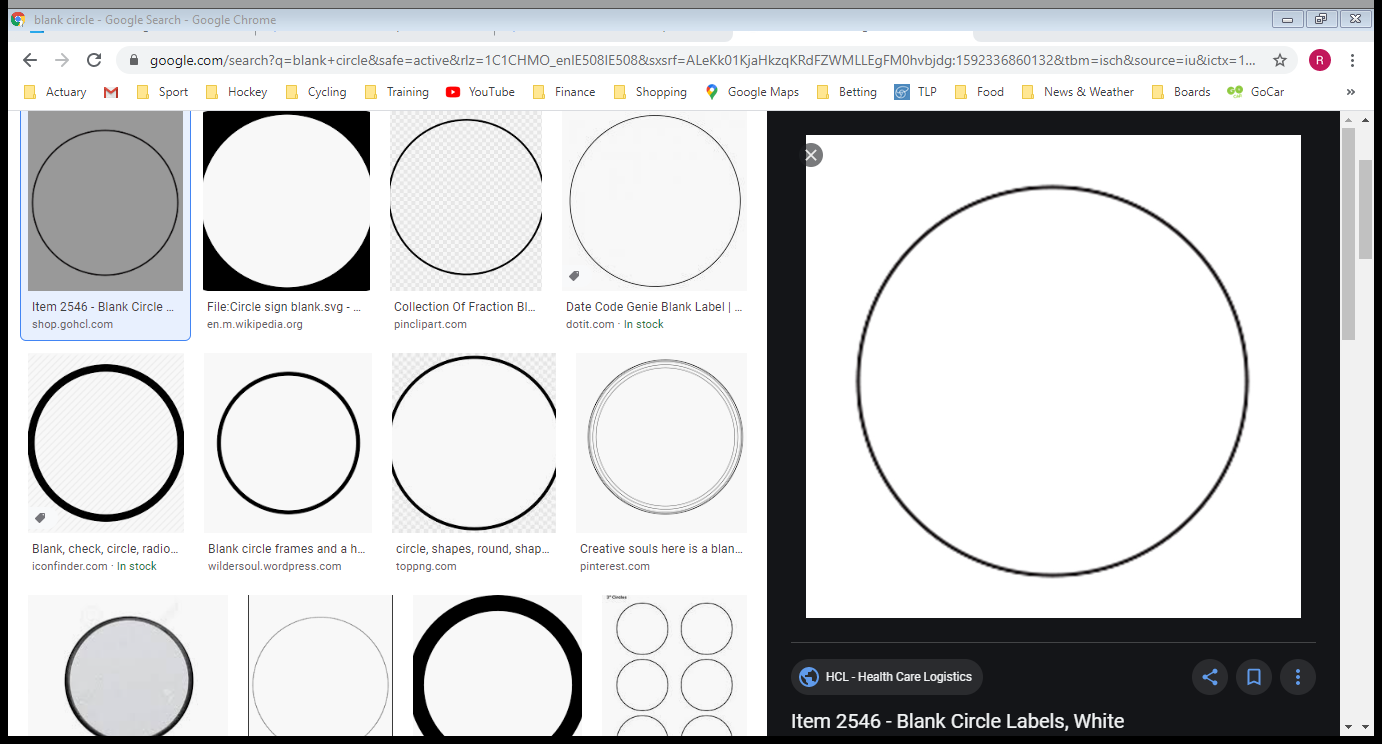 blank circle - Google Search - Google Chrome
google.com/search?q=blank+circle&safe=active&rlz=1C1CHMO_enIE508IE508&sxsrf=ALeKk01KjaHkzqKRdFZWMLLEgFM0hvbjdg:1592336860132&tbm=isch&source=iu&ictx=1...
R
Actuary Sport Hockey Cycling Training YouTube Finance Shopping Google Maps Betting TLP Food News & Weather Boards GoCar »
Item 2546 - Blank Circle ...
shop.gohcl.com
File:Circle sign blank.svg - ...
en.m.wikipedia.org
Collection Of Fraction Bl...
pinclipart.com
Date Code Genie Blank Label | ...
dotit.com · In stock
Blank, check, circle, radio...
iconfinder.com · In stock
Blank circle frames and a h...
wildersoul.wordpress.com
circle, shapes, round, shap...
toppng.com
Creative souls here is a blan...
pinterest.com
3" Circles
HCL - Health Care Logistics
Item 2546 - Blank Circle Labels, White